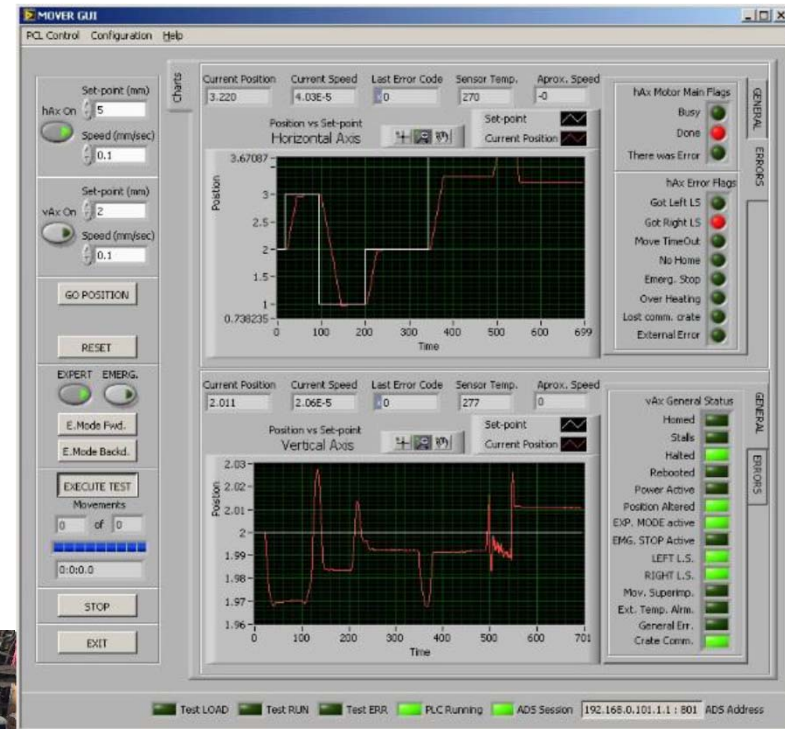 MOVER GUI
PCL Control Configuration Help
Set-point (mm)
hAx On 5
Speed (mm/sec)
0.1
Set-point (mm)
vAx On 2
Speed (mm/sec)
0.1
GO POSITION
RESET
EXPERT EMERG.
E.Mode Fwd.
E.Mode Backd.
EXECUTE TEST
Movements
0 of 0
0:0:0.0
STOP
EXIT
Charts
Current Position Current Speed Last Error Code Sensor Temp. Aprox. Speed
3.220 4.03E-5 0 270 -0
Position vs Set-point
Horizontal Axis
Set-point
Current Position
Position
3.67087
3
2.5
2
1.5
1
0.738235
0 100 200 300 400 500 600 699
Time
hAx Motor Main Flags
Busy
Done
There was Error
hAx Error Flags
Got Left LS
Got Right LS
Move TimeOut
No Home
Emerg. Stop
Over Heating
Lost comm. crate
External Error
GENERAL
ERRORS
Current Position Current Speed Last Error Code Sensor Temp. Aprox. Speed
2.011 2.06E-5 0 277 0
Position vs Set-point
Vertical Axis
Set-point
Current Position
Position
2.03
2.02
2.01
2
1.99
1.98
1.97
1.96
0 100 200 300 400 500 600 701
Time
vAx General Status
Homed
Stalls
Halted
Rebooted
Power Active
Position Altered
EXP. MODE active
EMG. STOP Active
LEFT L.S.
RIGHT L.S.
Mov. Superimp.
Ext. Temp. Alrm.
General Err.
Crate Comm.
GENERAL
ERRORS
Test LOAD Test RUN Test ERR PLC Running ADS Session 192.168.0.101.1.1 : 801 ADS Address